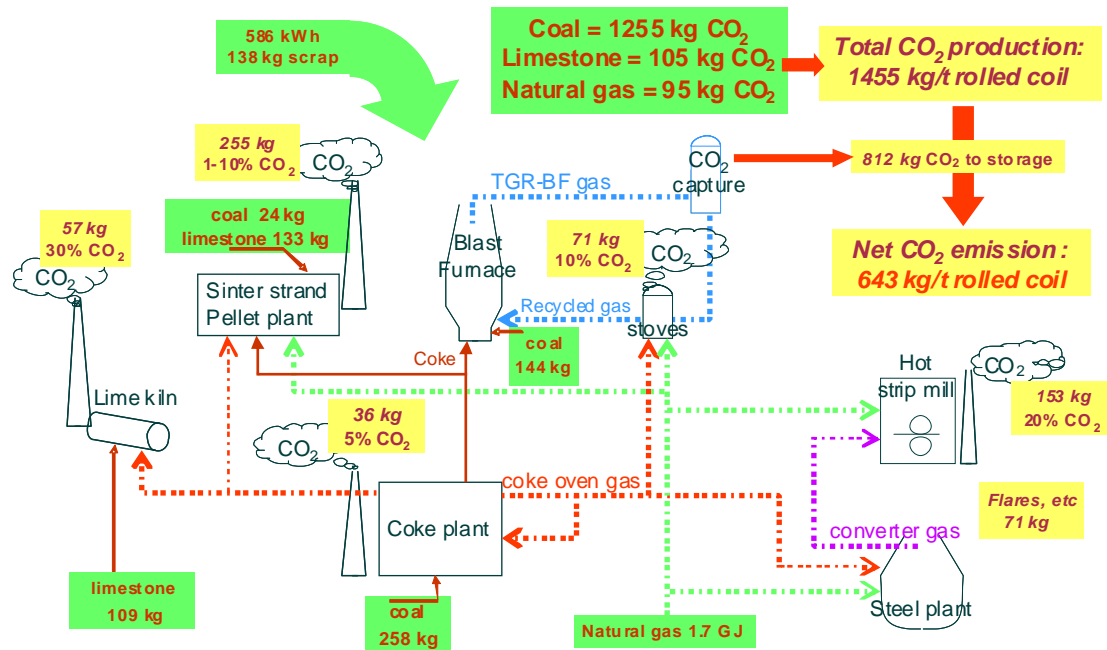 586 kWh
138 kg scrap
Coal = 1255 kg CO₂
Limestone = 105 kg CO₂
Natural gas = 95 kg CO₂
Total CO₂ production:
1455 kg/t rolled coil
812 kg CO₂ to storage
Net CO₂ emission :
643 kg/t rolled coil
255 kg
1-10% CO₂
CO₂
coal 24 kg
limestone 133 kg
57 kg
30% CO₂
CO₂
Sinter strand
Pellet plant
TGR-BF gas
Blast
Furnace
CO₂
capture
71 kg
10% CO₂
CO₂
Recycled gas
stoves
coal
144 kg
Coke
Lime kiln
36 kg
5% CO₂
CO₂
Hot
strip mill
CO₂
153 kg
20% CO₂
coke oven gas
Coke plant
Flares, etc
71 kg
converter gas
Steel plant
limestone
109 kg
coal
258 kg
Natural gas 1.7 GJ